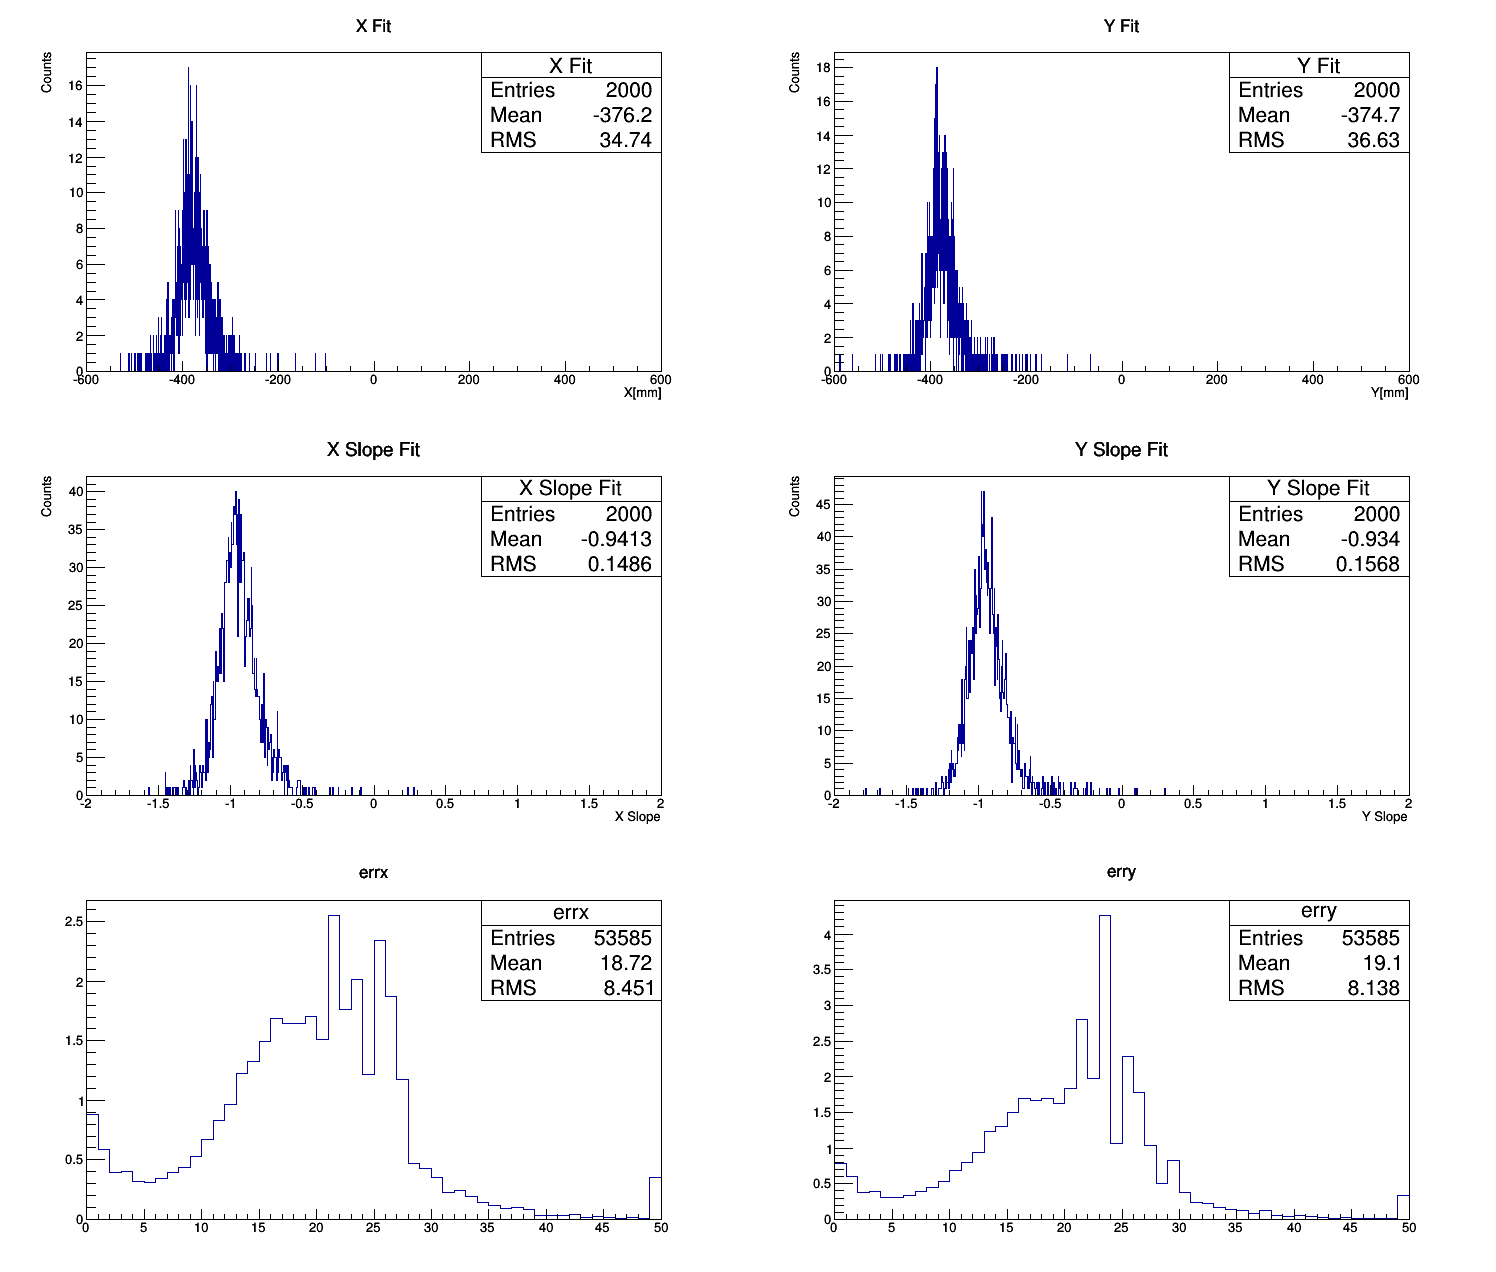 X Fit
Counts
X Fit
Entries 2000
Mean -376.2
RMS 34.74
16
14
12
10
8
6
4
2
0
-600 -400 -200 0 200 400 600
X[mm]
Y Fit
Counts
Y Fit
Entries 2000
Mean -374.7
RMS 36.63
18
16
14
12
10
8
6
4
2
0
-600 -400 -200 0 200 400 600
Y[mm]
X Slope Fit
Counts
X Slope Fit
Entries 2000
Mean -0.9413
RMS 0.1486
40
35
30
25
20
15
10
5
0
-2 -1.5 -1 -0.5 0 0.5 1 1.5 2
X Slope
Y Slope Fit
Counts
Y Slope Fit
Entries 2000
Mean -0.934
RMS 0.1568
45
40
35
30
25
20
15
10
5
0
-2 -1.5 -1 -0.5 0 0.5 1 1.5 2
Y Slope
errx
errx
Entries 53585
Mean 18.72
RMS 8.451
2.5
2
1.5
1
0.5
0
0 5 10 15 20 25 30 35 40 45 50
erry
erry
Entries 53585
Mean 19.1
RMS 8.138
4
3.5
3
2.5
2
1.5
1
0.5
0
0 5 10 15 20 25 30 35 40 45 50